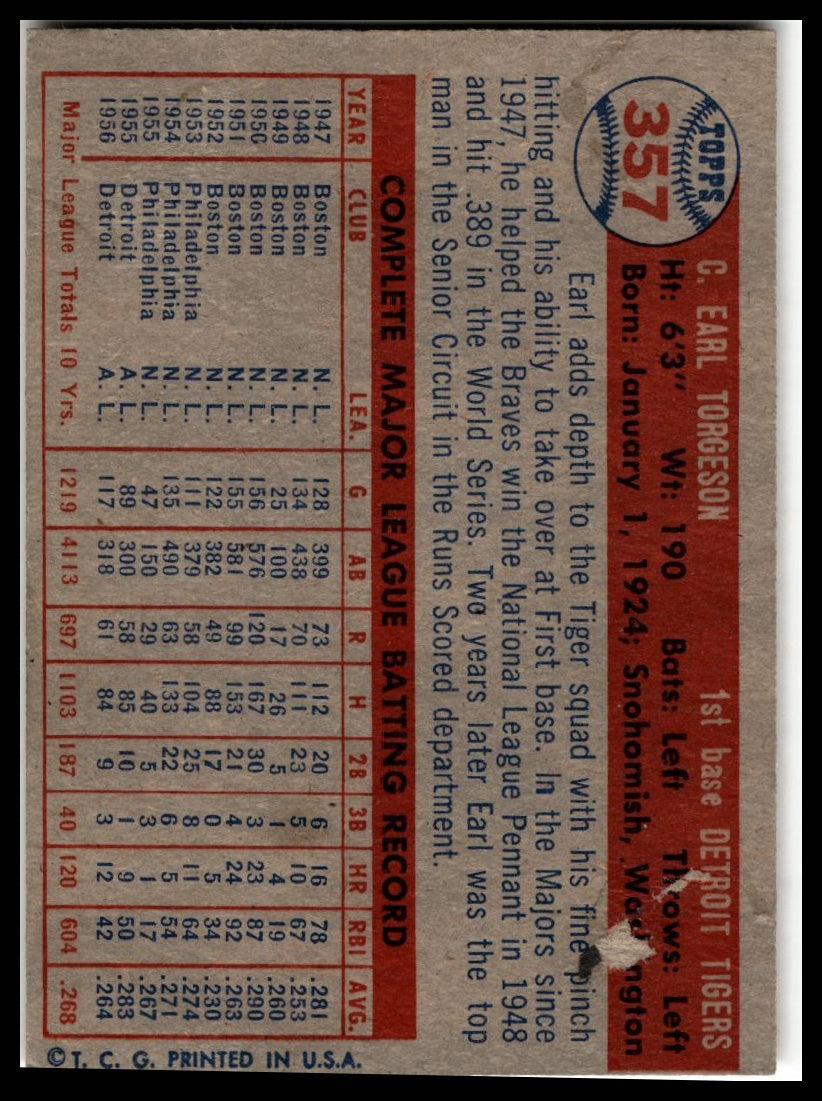 TOPPS
357
C. EARL TORGESON 1st base DETROIT TIGERS
Ht: 6'3" Wt: 190 Bats: Left Throws: Left
Born: January 1, 1924; Snohomish,
Earl adds depth to the Tiger squad with his fine pinch
hitting and his ability to take over at First base. In the Majors since
1947, he helped the Braves win the National League Pennant in 1948
and hit .389 in the World Series. Two years later Earl was the top
man in the Senior Circuit in the Runs Scored department.
COMPLETE MAJOR LEAGUE BATTING RECORD
YEAR CLUB LEA. G AB R H 2B 3B HR RBI AVG.
1947 Boston N. L. 128 399 73 112 20 6 16 78 .281
1948 Boston N. L. 134 438 70 111 23 5 10 67 .253
1949 Boston N. L. 25 100 17 26 5 1 4 19 .260
1950 Boston N. L. 156 576 120 167 30 3 23 87 .290
1951 Boston N. L. 155 581 99 153 21 4 24 92 .263
1952 Boston N. L. 122 382 49 88 17 0 5 34 .230
1953 Philadelphia N. L. 111 379 58 104 25 8 11 64 .274
1954 Philadelphia N. L. 135 490 63 133 22 6 5 54 .271
1955 Philadelphia N. L. 47 150 29 40 5 3 1 17 .267
1955 Detroit A. L. 89 300 58 85 10 1 9 50 .283
1956 Detroit A. L. 117 318 61 84 9 3 12 42 .264
Major League Totals 10 Yrs. 1219 4113 697 1103 187 40 120 604 .268
© T. C. G. PRINTED IN U.S.A.